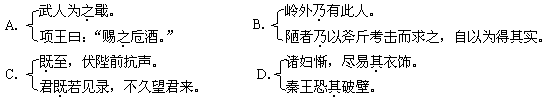 A. 武人为之戢。
项王曰：“赐之卮酒。”
B. 岭外乃有此人。
陋者乃以斧斤考击而求之，自以为得其实。
C. 既至，伏陛前抗声。
君既若见录，不久望君来。
D. 诸妇惭，尽易其衣饰。
秦王恐其破璧。